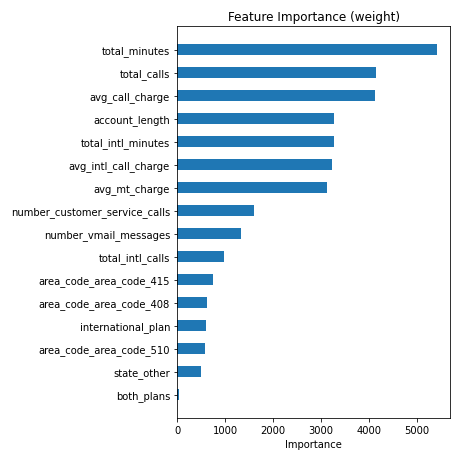 Feature Importance (weight)
total_minutes
total_calls
avg_call_charge
account_length
total_intl_minutes
avg_intl_call_charge
avg_mt_charge
number_customer_service_calls
number_vmail_messages
total_intl_calls
area_code_area_code_415
area_code_area_code_408
international_plan
area_code_area_code_510
state_other
both_plans
0 1000 2000 3000 4000 5000
Importance